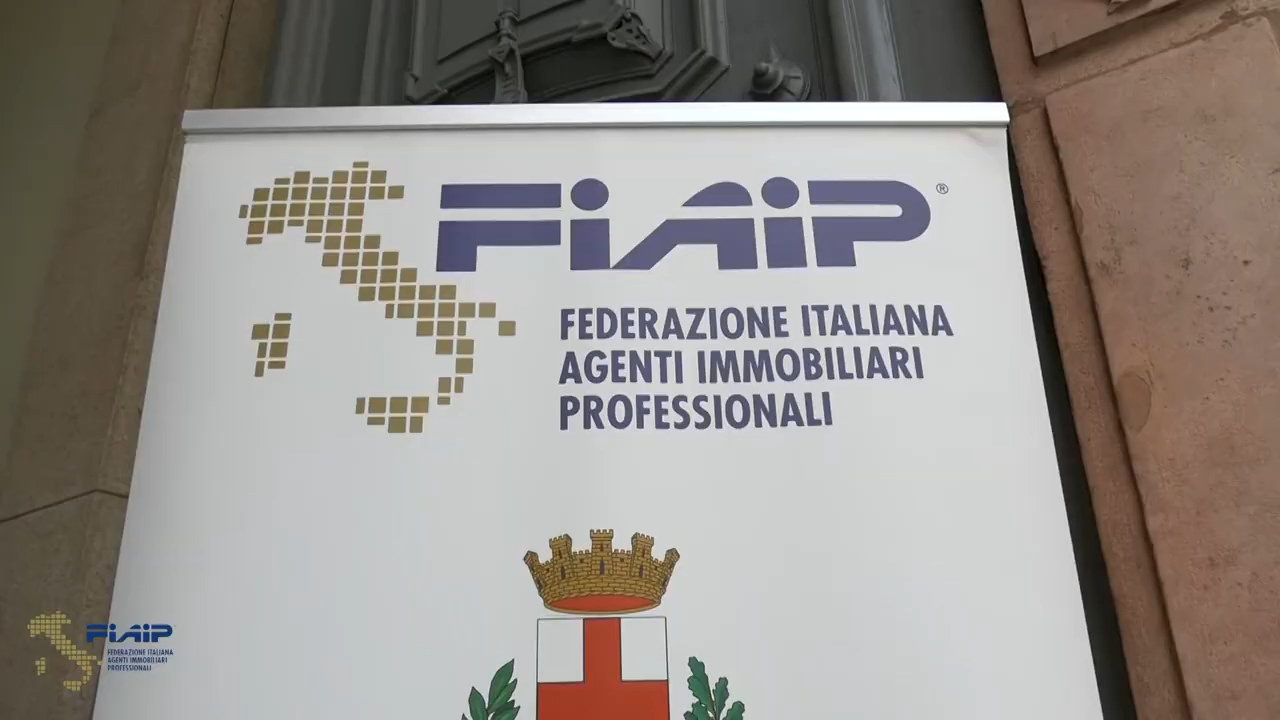 FIAIP®
FEDERAZIONE ITALIANA
AGENTI IMMOBILIARI
PROFESSIONALI
FIAIP
FEDERAZIONE ITALIANA
AGENTI IMMOBILIARI
PROFESSIONALI